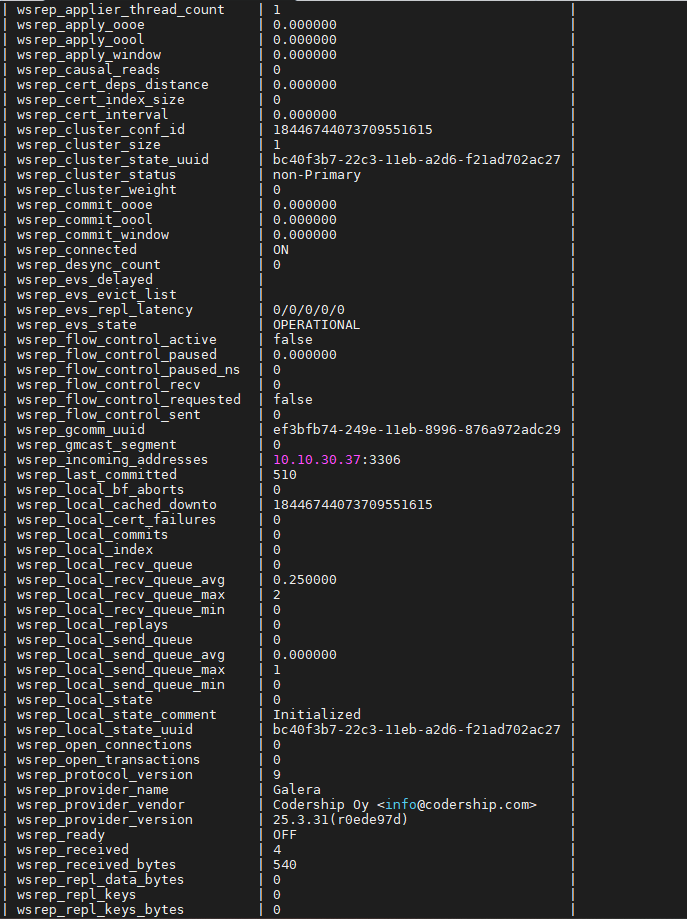 | wsrep_applier_thread_count | 1 |
| wsrep_apply_oooe | 0.000000 |
| wsrep_apply_oool | 0.000000 |
| wsrep_apply_window | 0.000000 |
| wsrep_causal_reads | 0 |
| wsrep_cert_deps_distance | 0.000000 |
| wsrep_cert_index_size | 0 |
| wsrep_cert_interval | 0.000000 |
| wsrep_cluster_conf_id | 18446744073709551615 |
| wsrep_cluster_size | 1 |
| wsrep_cluster_state_uuid | bc40f3b7-22c3-11eb-a2d6-f21ad702ac27 |
| wsrep_cluster_status | non-Primary |
| wsrep_cluster_weight | 0 |
| wsrep_commit_oooe | 0.000000 |
| wsrep_commit_oool | 0.000000 |
| wsrep_commit_window | 0.000000 |
| wsrep_connected | ON |
| wsrep_desync_count | 0 |
| wsrep_evs_delayed | |
| wsrep_evs_evict_list | |
| wsrep_evs_repl_latency | 0/0/0/0/0 |
| wsrep_evs_state | OPERATIONAL |
| wsrep_flow_control_active | false |
| wsrep_flow_control_paused | 0.000000 |
| wsrep_flow_control_paused_ns | 0 |
| wsrep_flow_control_recv | 0 |
| wsrep_flow_control_requested | false |
| wsrep_flow_control_sent | 0 |
| wsrep_gcomm_uuid | ef3bfb74-249e-11eb-8996-876a972adc29 |
| wsrep_gmcast_segment | 0 |
| wsrep_incoming_addresses | 10.10.30.37:3306 |
| wsrep_last_committed | 510 |
| wsrep_local_bf_aborts | 0 |
| wsrep_local_cached_downto | 18446744073709551615 |
| wsrep_local_cert_failures | 0 |
| wsrep_local_commits | 0 |
| wsrep_local_index | 0 |
| wsrep_local_recv_queue | 0 |
| wsrep_local_recv_queue_avg | 0.250000 |
| wsrep_local_recv_queue_max | 2 |
| wsrep_local_recv_queue_min | 0 |
| wsrep_local_replays | 0 |
| wsrep_local_send_queue | 0 |
| wsrep_local_send_queue_avg | 0.000000 |
| wsrep_local_send_queue_max | 1 |
| wsrep_local_send_queue_min | 0 |
| wsrep_local_state | 0 |
| wsrep_local_state_comment | Initialized |
| wsrep_local_state_uuid | bc40f3b7-22c3-11eb-a2d6-f21ad702ac27 |
| wsrep_open_connections | 0 |
| wsrep_open_transactions | 0 |
| wsrep_protocol_version | 9 |
| wsrep_provider_name | Galera |
| wsrep_provider_vendor | Codership Oy <info@codership.com> |
| wsrep_provider_version | 25.3.31(r0ede97d) |
| wsrep_ready | OFF |
| wsrep_received | 4 |
| wsrep_received_bytes | 540 |
| wsrep_repl_data_bytes | 0 |
| wsrep_repl_keys | 0 |
| wsrep_repl_keys_bytes | 0 |